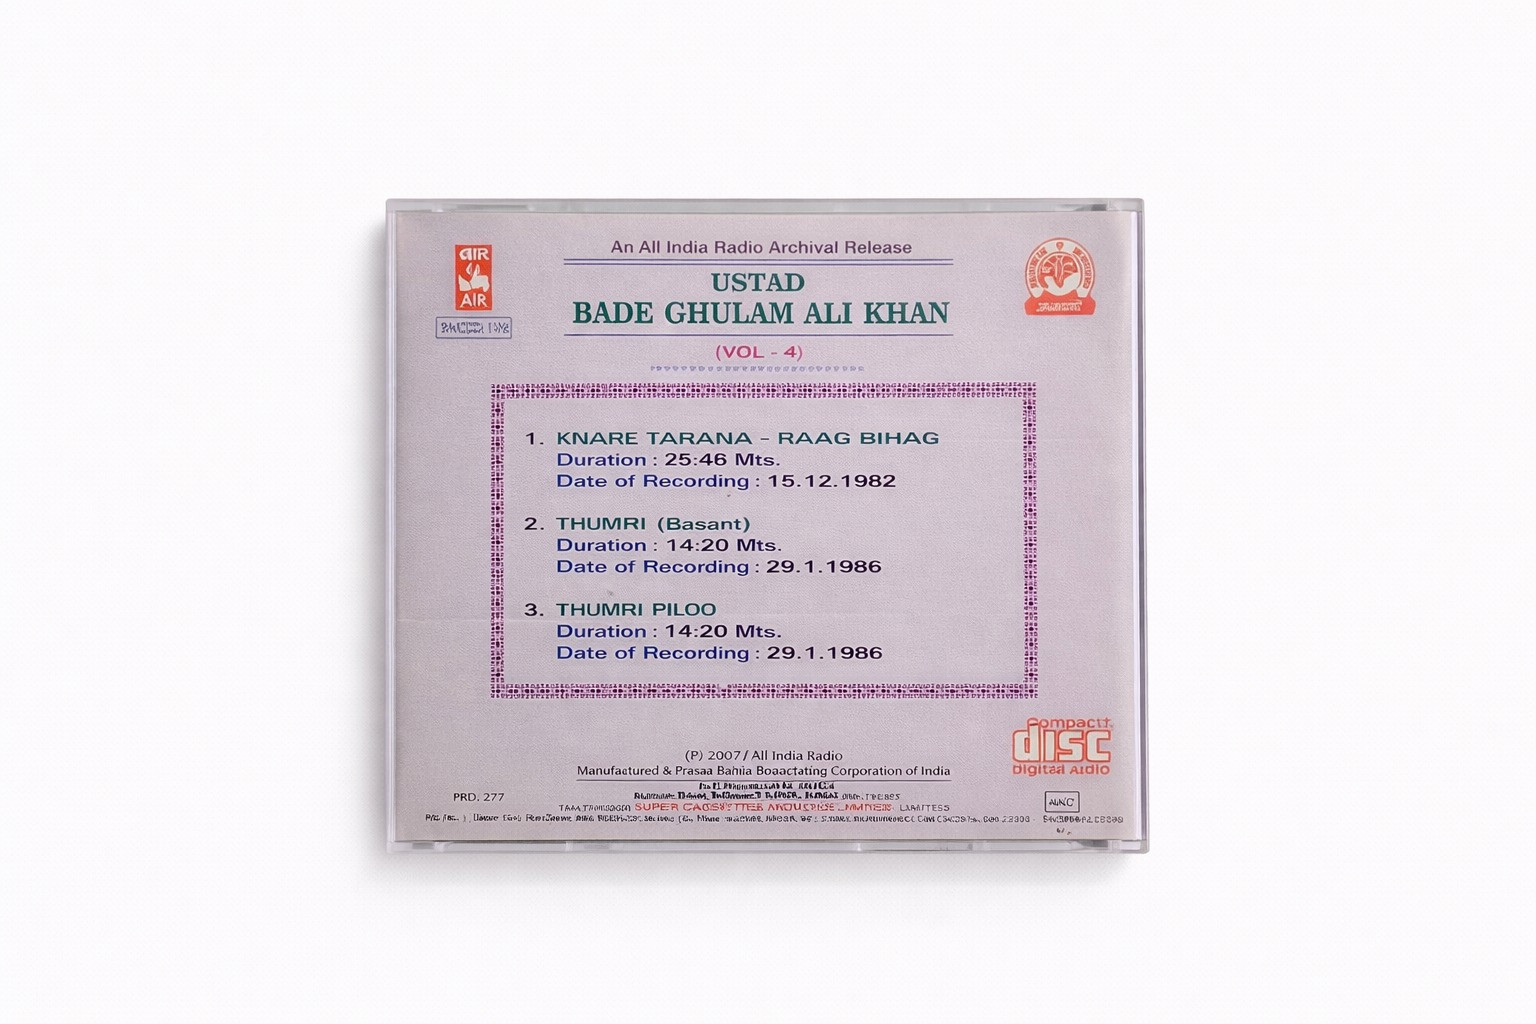 AIR
AIR
An All India Radio Archival Release
USTAD
BADE GHULAM ALI KHAN
(VOL - 4)
1. KNARE TARANA - RAAG BIHAG
Duration : 25:46 Mts.
Date of Recording : 15.12.1982
2. THUMRI (Basant)
Duration : 14:20 Mts.
Date of Recording : 29.1.1986
3. THUMRI PILOO
Duration : 14:20 Mts.
Date of Recording : 29.1.1986
Compact
disc
Digital Audio
(P) 2007 / All India Radio
Manufactured & Corporation of India
PRD. 277
SUPER